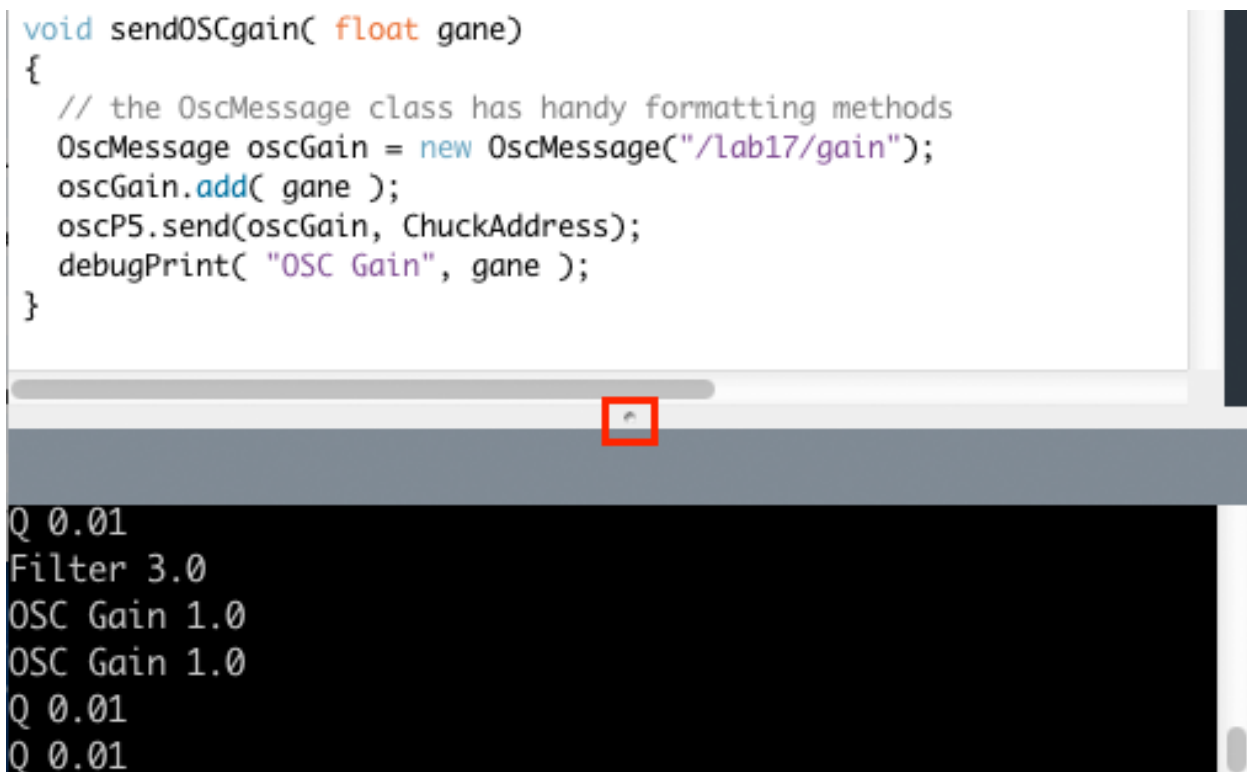 void sendOSCgain( float gane)
{
// the OscMessage class has handy formatting methods
OscMessage oscGain = new OscMessage("/lab17/gain");
oscGain.add( gane );
oscP5.send(oscGain, ChuckAddress);
debugPrint( "OSC Gain", gane );
}
Q 0.01
Filter 3.0
OSC Gain 1.0
OSC Gain 1.0
Q 0.01
Q 0.01